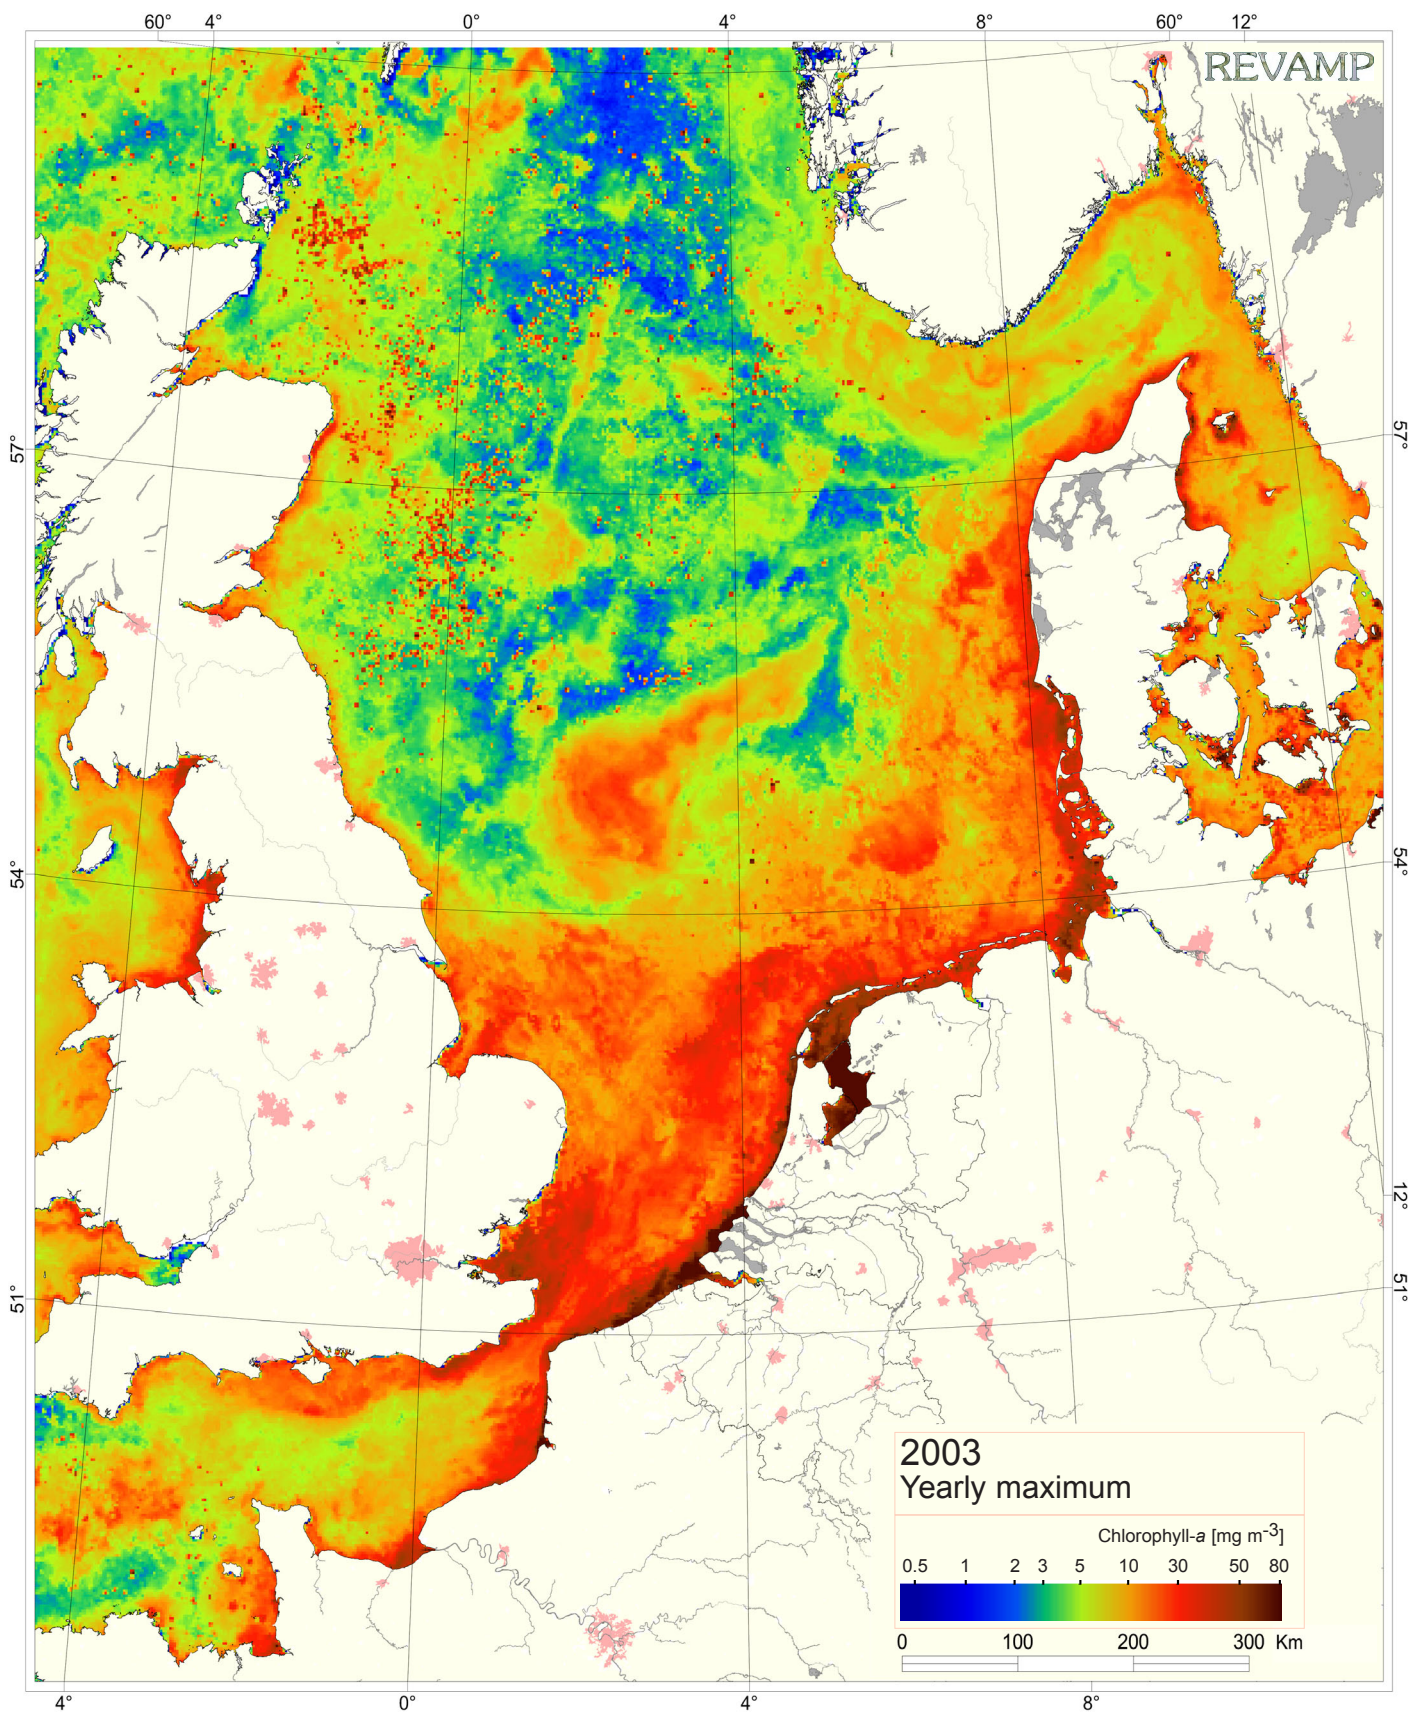 60° 4° 0° 4° 8° 60° 12°
REVAMP
57° 57°
54° 54°
12°
51° 51°
2003
Yearly maximum
Chlorophyll-a [mg m-3]
0.5 1 2 3 5 10 30 50 80
0 100 200 300 Km
4° 0° 4° 8°